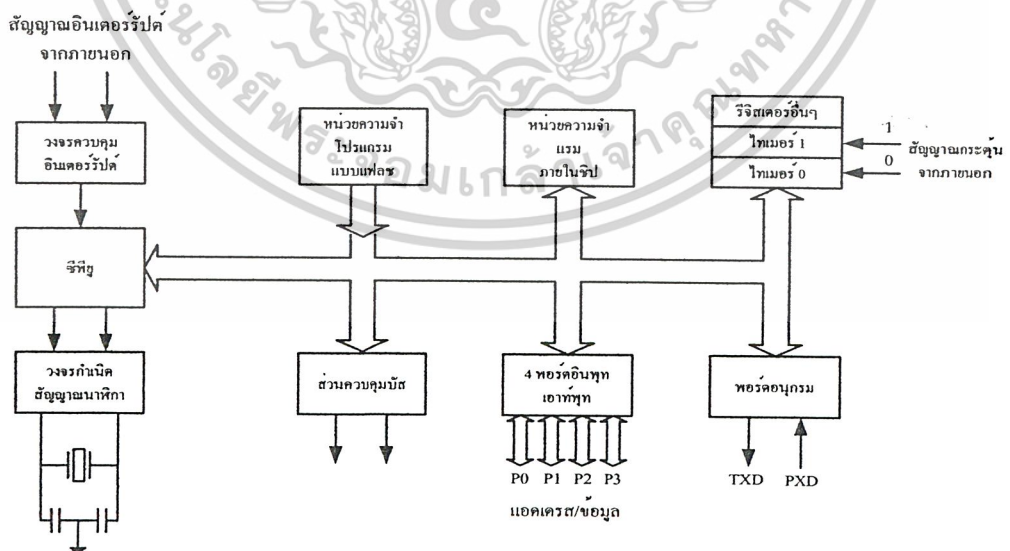 สัญญาณอินเตอร์รัปต์
จากภายนอก
วงจรควบคุม
อินเตอร์รัปต์
หน่วยความจำ
โปรแกรม
แบบแฟลช
หน่วยความจำ
แรม
ภายในชิป
รีจิสเตอร์อื่นๆ
ไทเมอร์ 1
ไทเมอร์ 0
1
0
สัญญาณกระตุ้น
จากภายนอก
ซีพียู
วงจรกำเนิด
สัญญาณนาฬิกา
ส่วนควบคุมบัส
4 พอร์ตอินพุท
เอาท์พุท
พอร์ตอนุกรม
P0 P1 P2 P3
TXD PXD
แอดเดรส/ข้อมูล